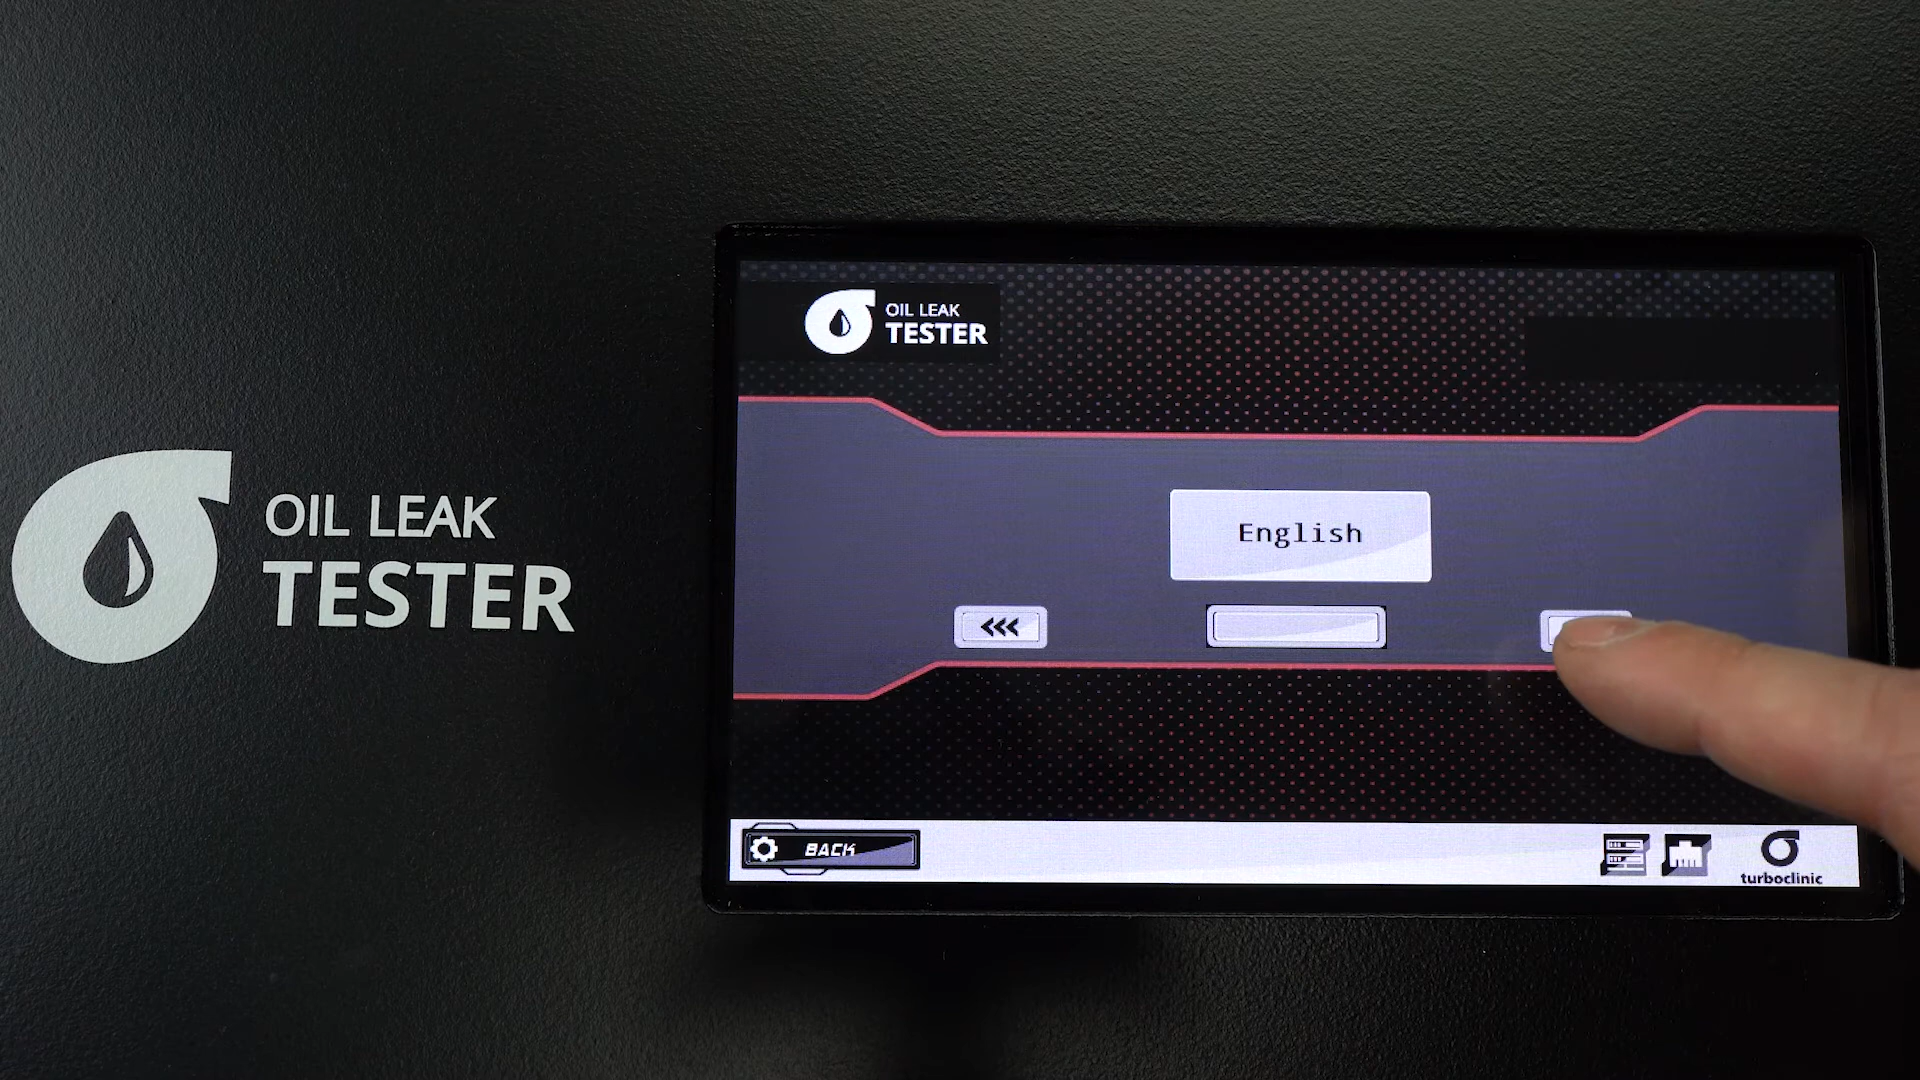 OIL LEAK
TESTER
OIL LEAK
TESTER
English
<<<
BACK
turboclinic